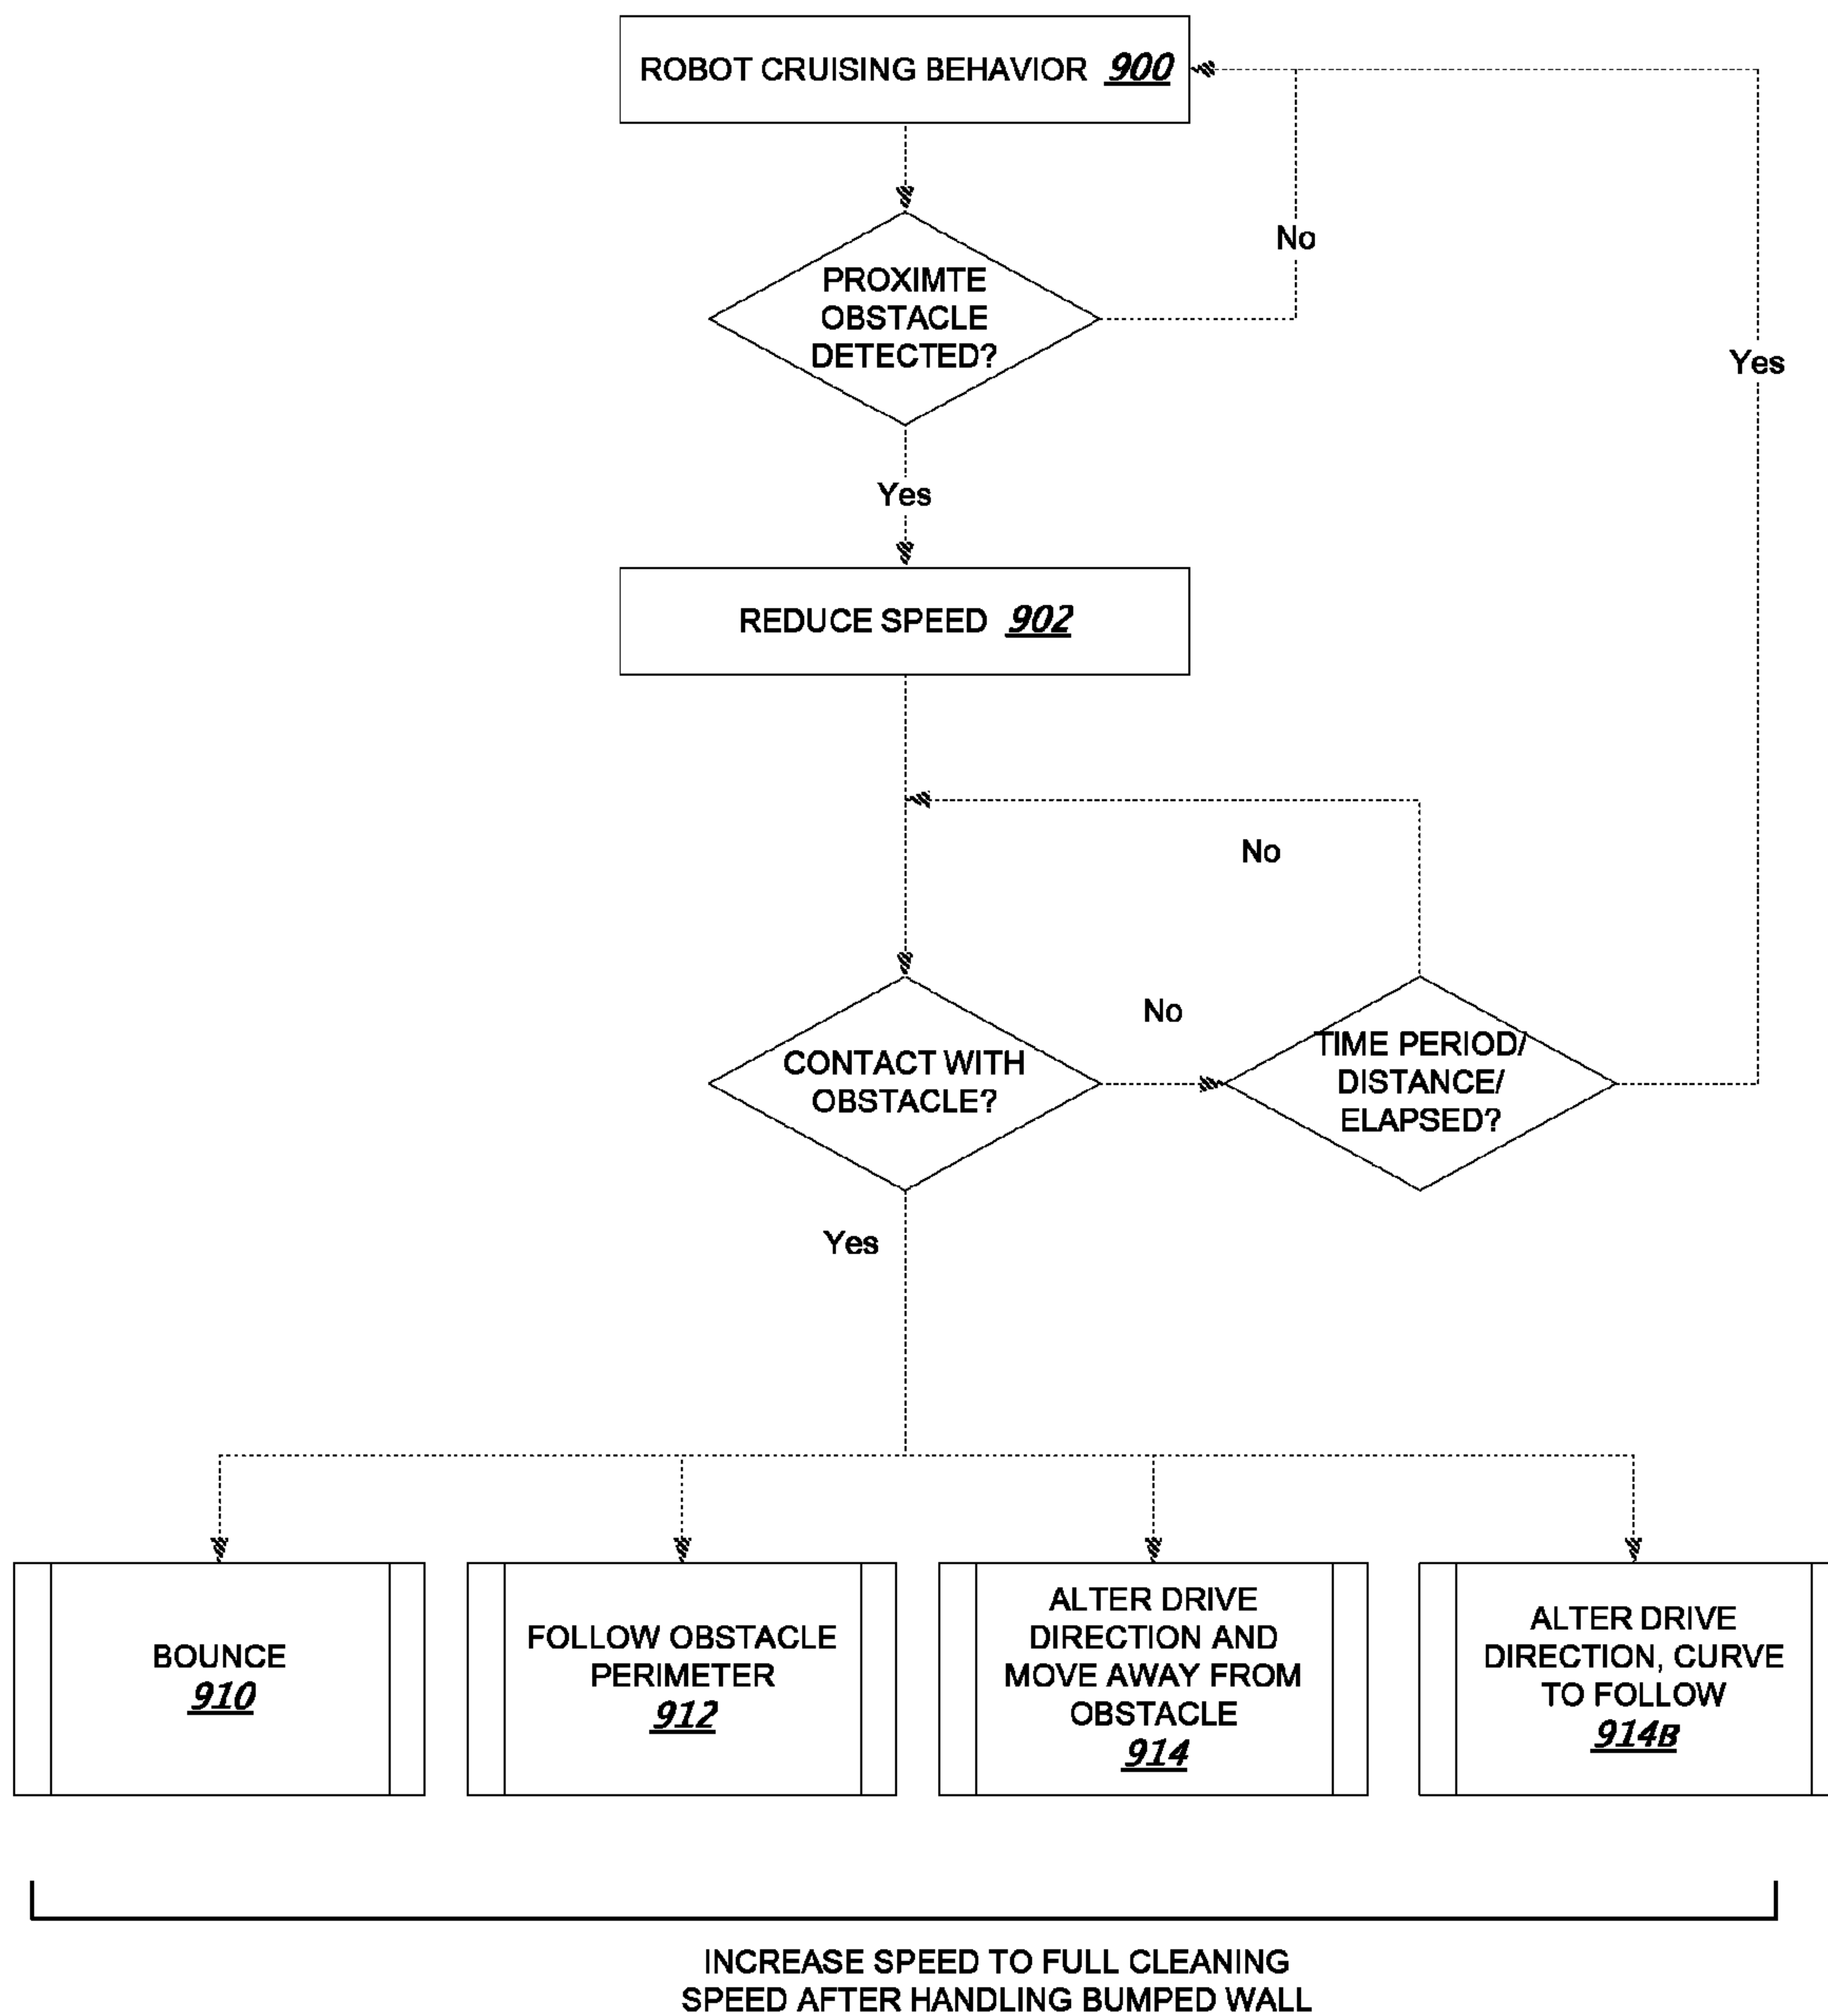 ROBOT CRUISING BEHAVIOR 900
No
PROXIMTE
OBSTACLE
DETECTED?
Yes
Yes
REDUCE SPEED 902
No
No
CONTACT WITH
OBSTACLE?
TIME PERIOD/
DISTANCE/
ELAPSED?
Yes
BOUNCE
910
FOLLOW OBSTACLE
PERIMETER
912
ALTER DRIVE
DIRECTION AND
MOVE AWAY FROM
OBSTACLE
914
ALTER DRIVE
DIRECTION, CURVE
TO FOLLOW
914B
INCREASE SPEED TO FULL CLEANING
SPEED AFTER HANDLING BUMPED WALL